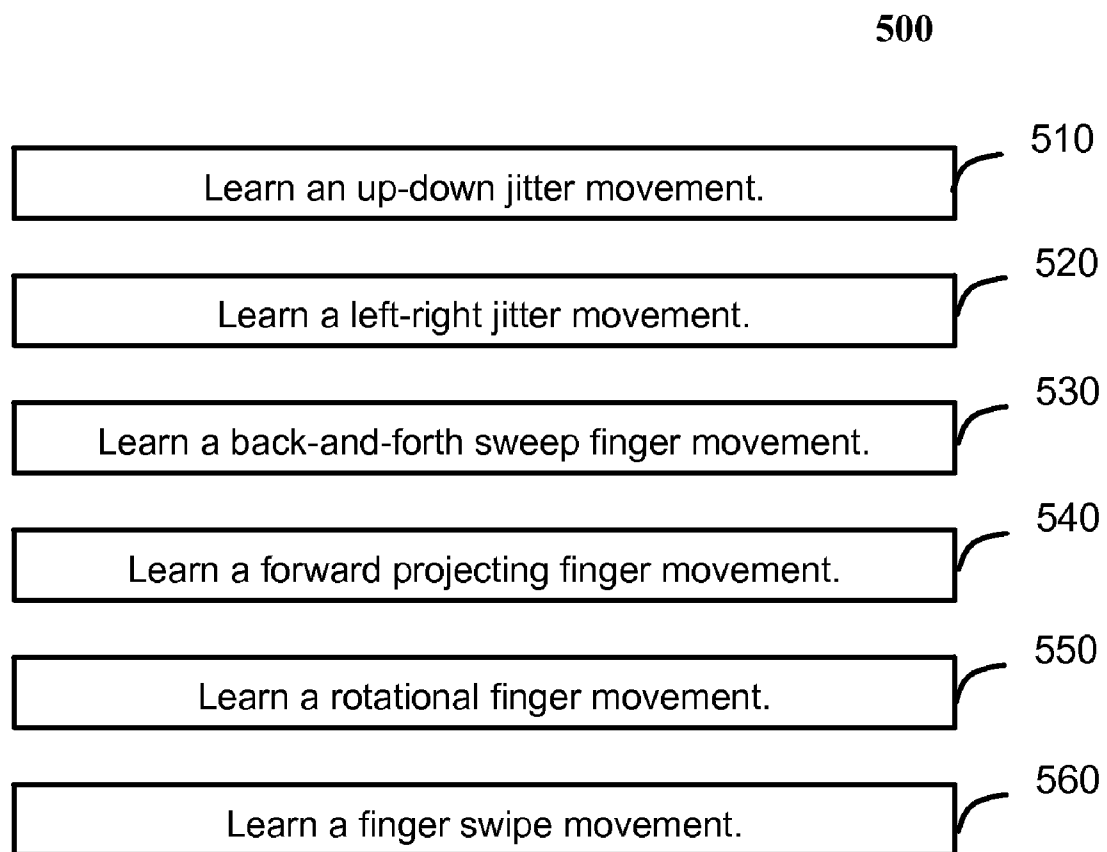 500
510
Learn an up-down jitter movement.
520
Learn a left-right jitter movement.
530
Learn a back-and-forth sweep finger movement.
540
Learn a forward projecting finger movement.
550
Learn a rotational finger movement.
560
Learn a finger swipe movement.